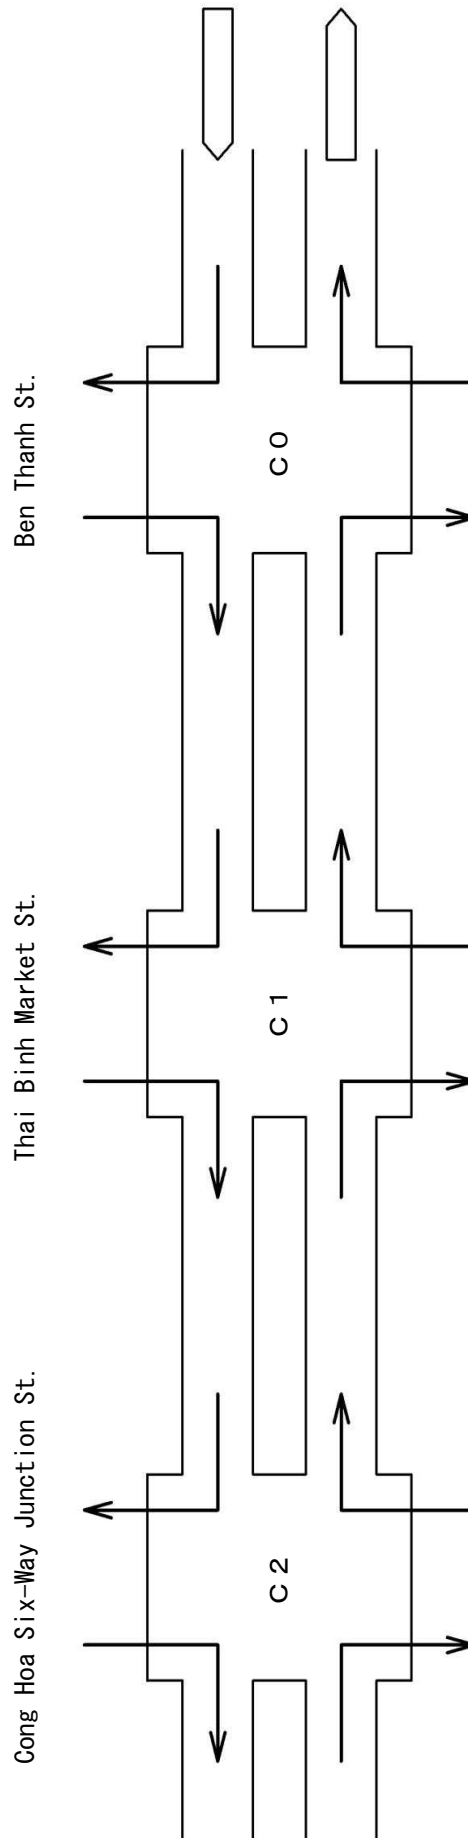 Ben Thanh St.
C0
Thai Binh Market St.
C1
Cong Hoa Six-Way Junction St.
C2